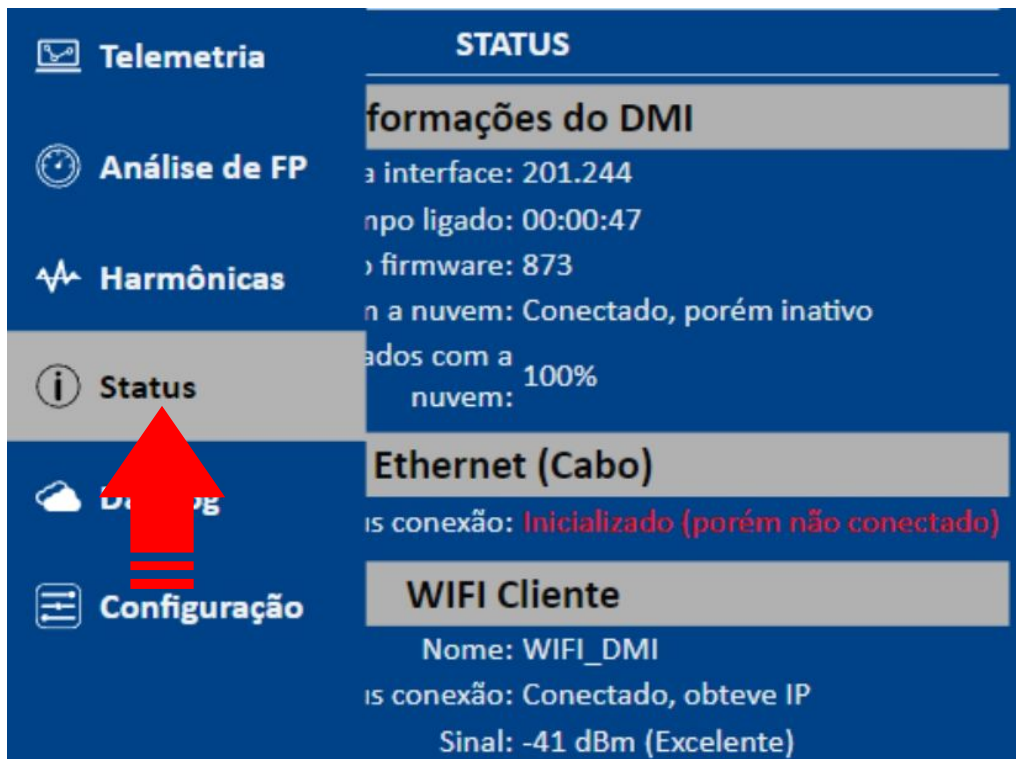 Telemetria
Análise de FP
Harmônicas
Status
Configuração
STATUS
formações do DMI
a interface: 201.244
npo ligado: 00:00:47
firmware: 873
a nuvem: Conectado, porém inativo
ados com a
nuvem:
100%
Ethernet (Cabo)
us conexão: Inicializado (porém não conectado)
WIFI Cliente
Nome: WIFI_DMI
us conexão: Conectado, obteve IP
Sinal: -41 dBm (Excelente)